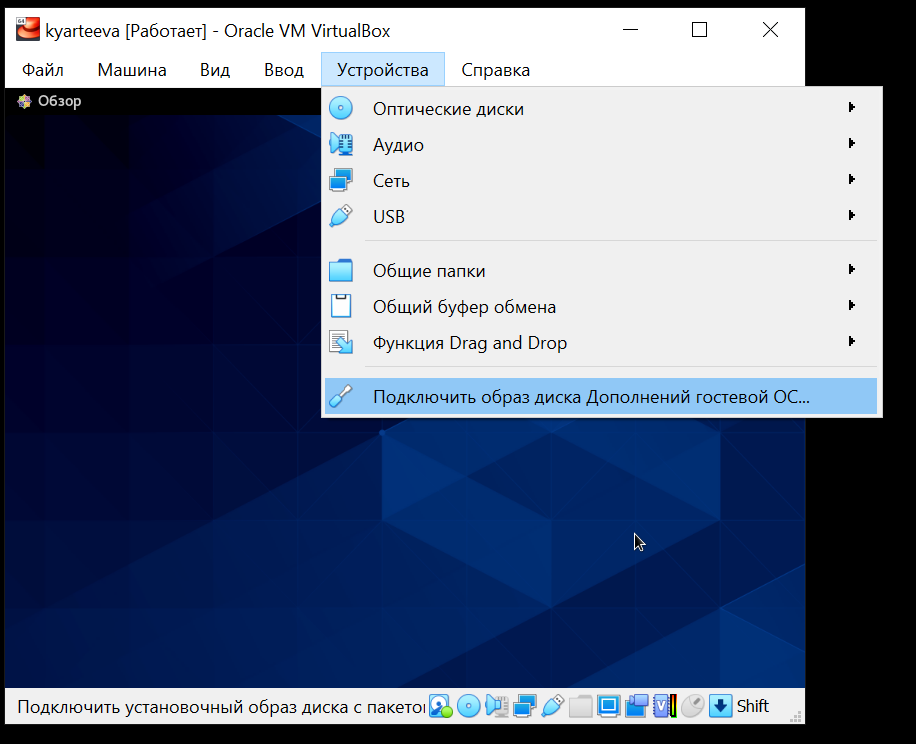 64
kyarteeva [Работает] - Oracle VM VirtualBox
Файл Машина Вид Ввод Устройства Справка
Обзор
Оптические диски
Аудио
Сеть
USB
Общие папки
Общий буфер обмена
Функция Drag and Drop
Подключить образ диска Дополнений гостевой ОС...
Подключить установочный образ диска с пакето
V
Shift